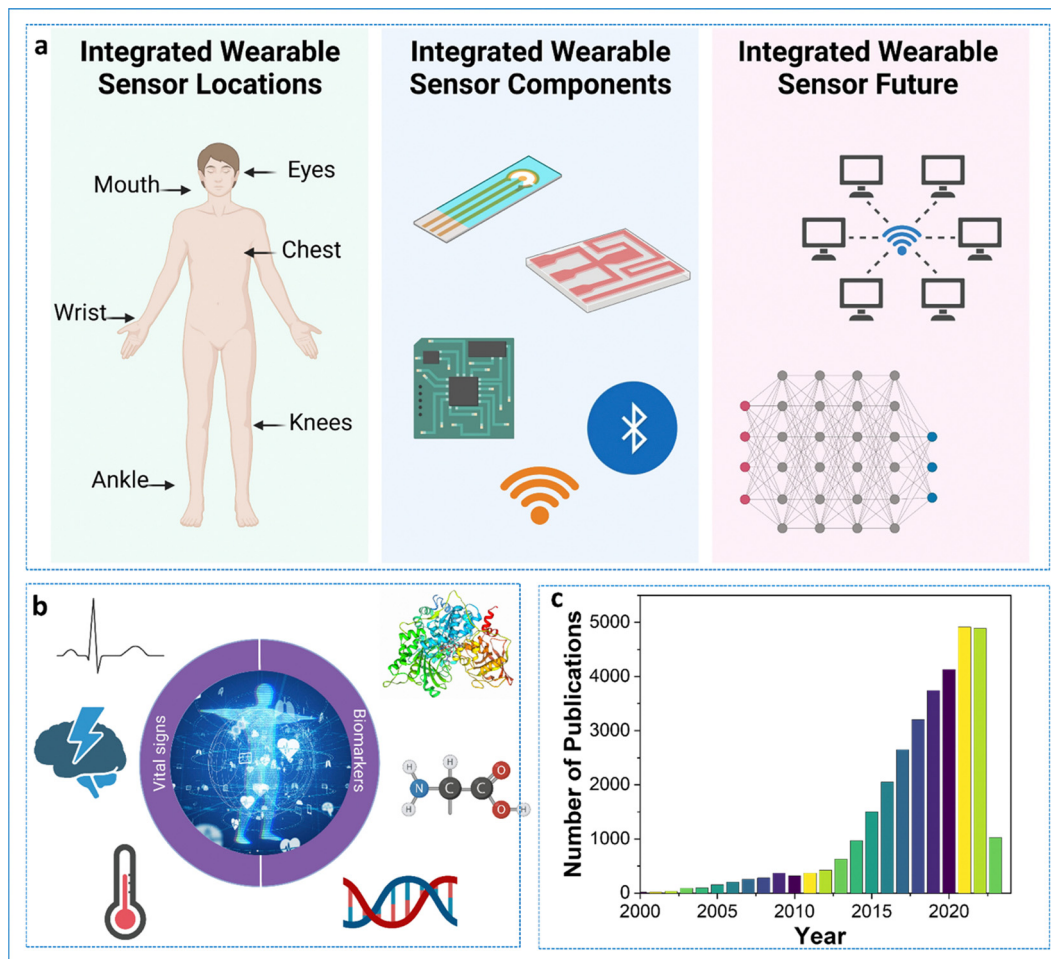 a
Integrated Wearable
Sensor Locations
Mouth
Eyes
Chest
Wrist
Knees
Ankle
Integrated Wearable
Sensor Components
Integrated Wearable
Sensor Future
b
Vital signs
Biomarkers
H
H
N
H
C
C
O
O
H
c
Number of Publications
5000
4000
3000
2000
1000
0
2000
2005
2010
2015
2020
Year